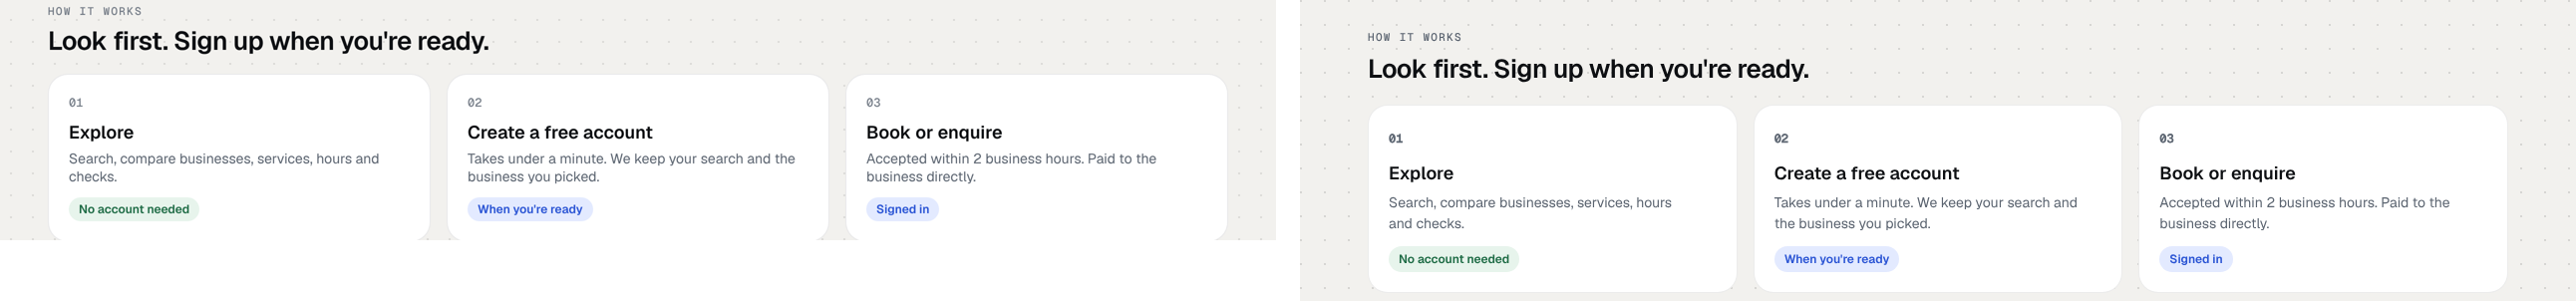 HOW IT WORKS
Look first. Sign up when you're ready.
01
Explore
Search, compare businesses, services, hours and
checks.
No account needed
02
Create a free account
Takes under a minute. We keep your search and the
business you picked.
When you're ready
03
Book or enquire
Accepted within 2 business hours. Paid to the
business directly.
Signed in
HOW IT WORKS
Look first. Sign up when you're ready.
01
Explore
Search, compare businesses, services, hours
and checks.
No account needed
02
Create a free account
Takes under a minute. We keep your search and
the business you picked.
When you're ready
03
Book or enquire
Accepted within 2 business hours. Paid to the
business directly.
Signed in